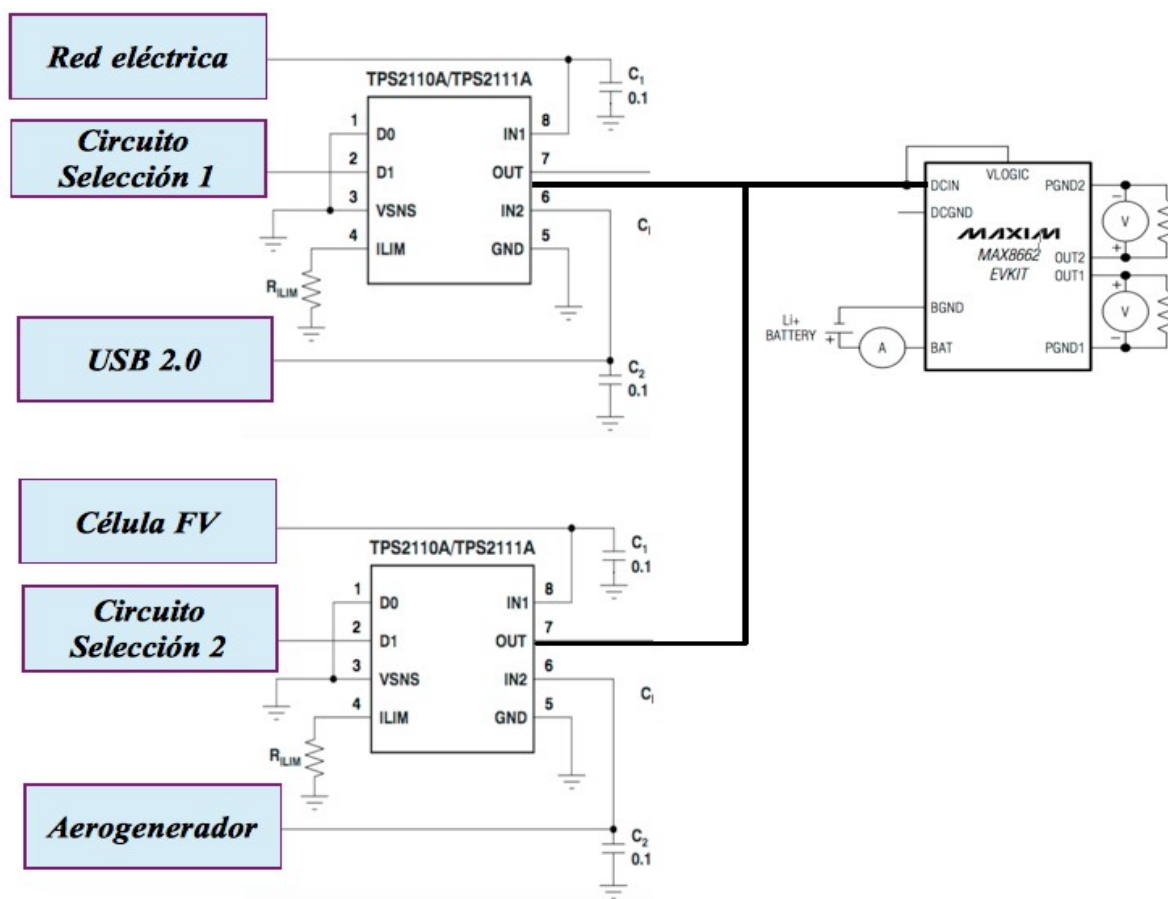 Red eléctrica
TPS2110A/TPS2111A
C1
0.1
1 D0 IN1 8
Circuito
Selección 1
2 D1 OUT 7
3 VSNS IN2 6
4 ILIM GND 5
RILIM
USB 2.0
C2
0.1
VLOGIC
DCIN PGND2
DCGND
V
MAXIM
MAX8662
EVKIT
OUT2
OUT1
V
Li+
BATTERY
BGND
A
BAT PGND1
Célula FV
TPS2110A/TPS2111A
C1
0.1
1 D0 IN1 8
Circuito
Selección 2
2 D1 OUT 7
3 VSNS IN2 6
4 ILIM GND 5
RILIM
Aerogenerador
C2
0.1